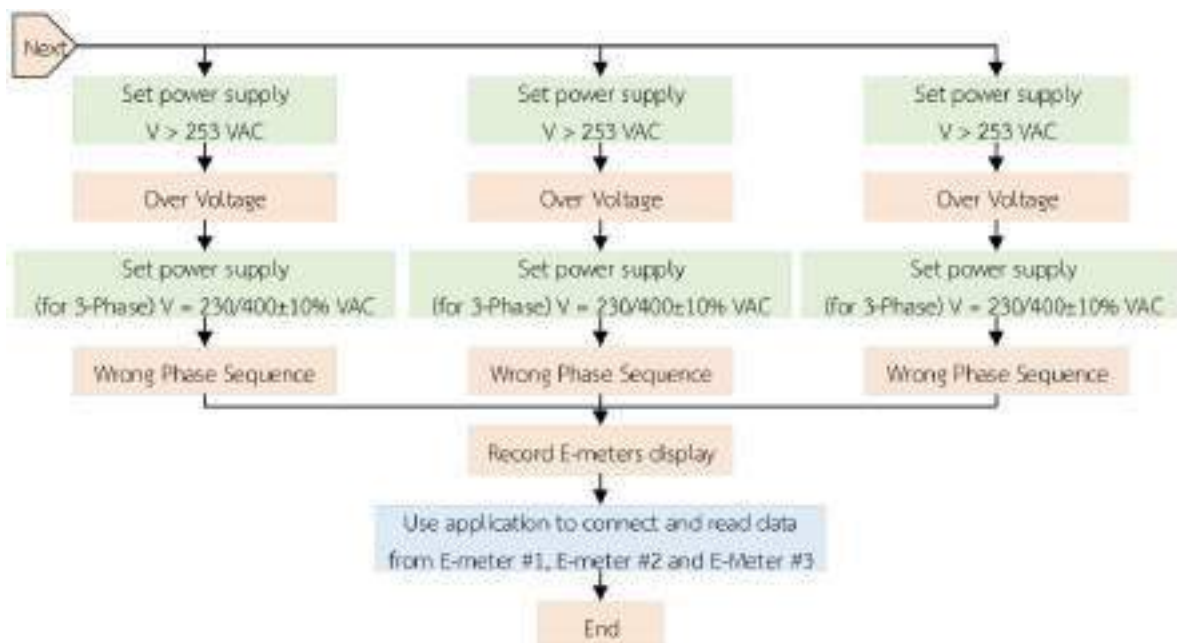 Next
Set power supply
V > 253 VAC
Set power supply
V > 253 VAC
Set power supply
V > 253 VAC
Over Voltage
Over Voltage
Over Voltage
Set power supply
(for 3-Phase) V = 230/400±10% VAC
Set power supply
(for 3-Phase) V = 230/400±10% VAC
Set power supply
(for 3-Phase) V = 230/400±10% VAC
Wrong Phase Sequence
Wrong Phase Sequence
Wrong Phase Sequence
Record E-meters display
Use application to connect and read data
from E-meter #1, E-meter #2 and E-Meter #3
End